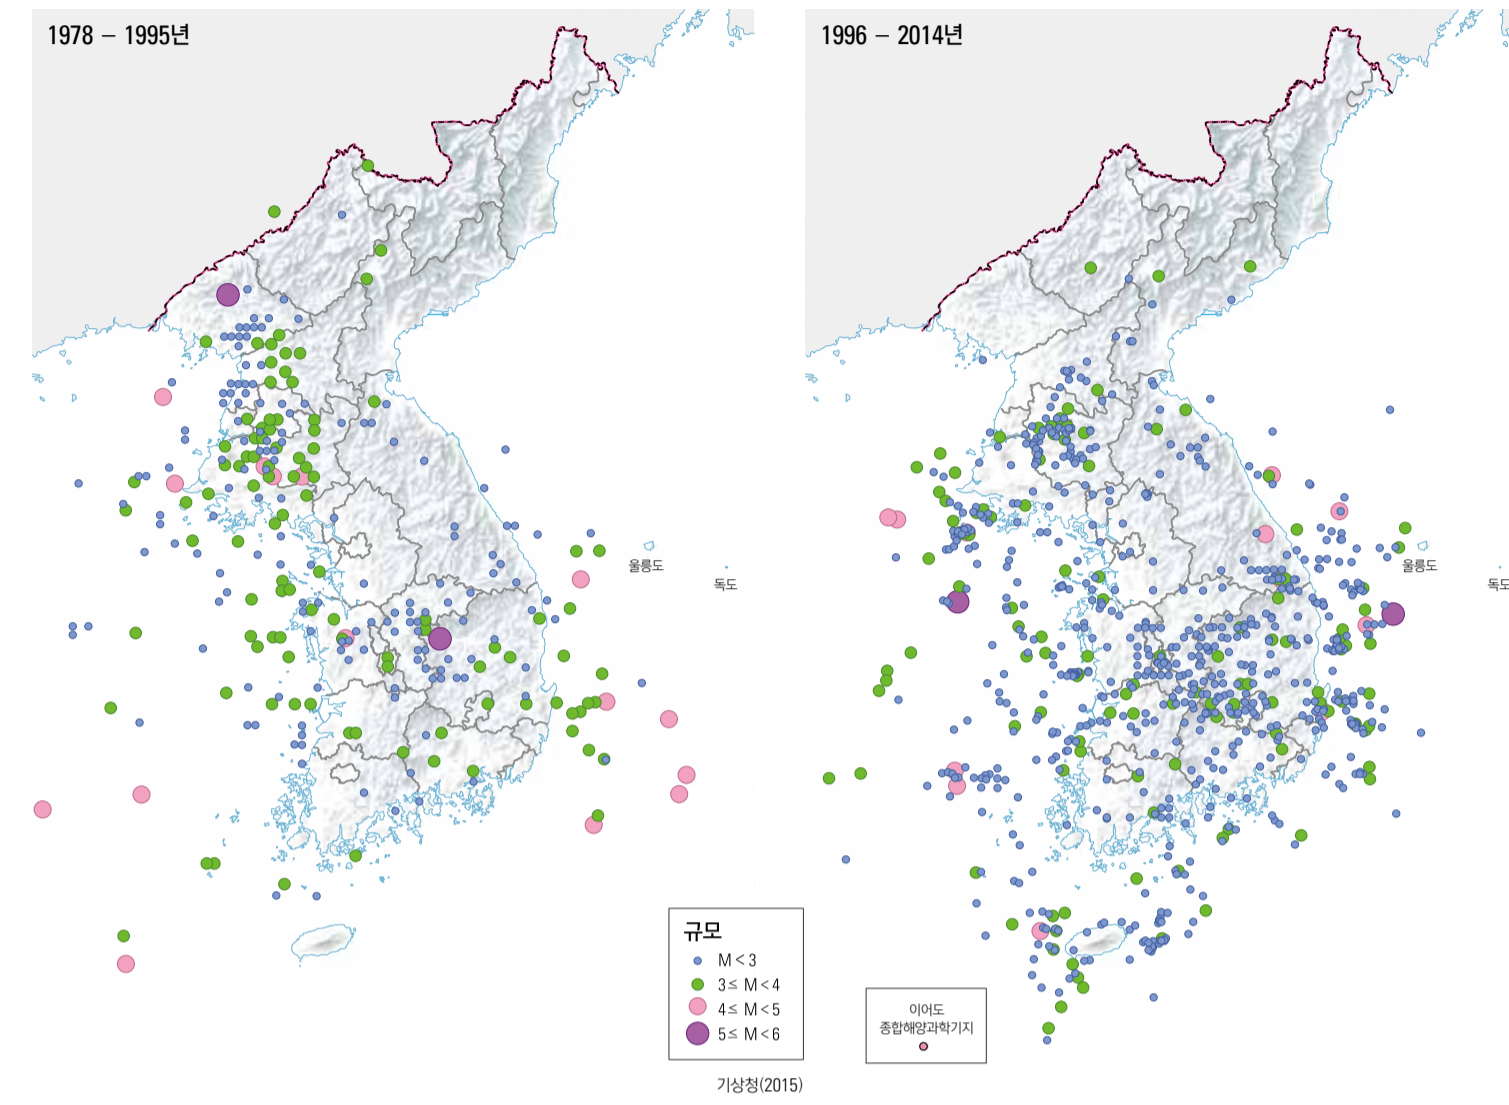 1978 – 1995년
1996 – 2014년
울릉도
독도
울릉도
독도
규모
M < 3
3≤ M < 4
4≤ M < 5
5≤ M < 6
이어도
종합해양과학기지
기상청(2015)